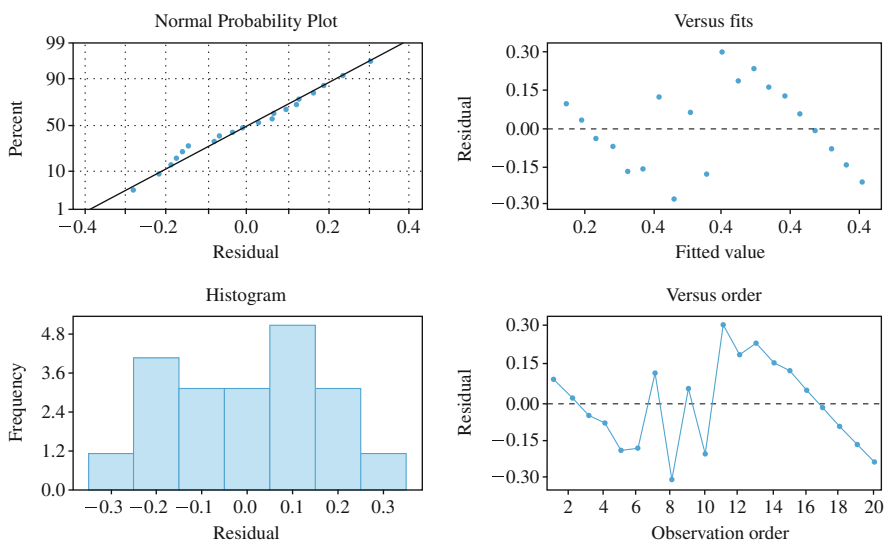 Normal Probability Plot
99
90
50
10
1
Percent
−0.4 −0.2 0.0 0.2 0.4
Residual
Versus fits
0.30
0.15
0.00
−0.15
−0.30
Residual
0.2 0.4 0.4 0.4 0.4
Fitted value
Histogram
4.8
3.6
2.4
1.2
0.0
Frequency
−0.3 −0.2 −0.1 0.0 0.1 0.2 0.3
Residual
Versus order
0.30
0.15
0.00
−0.15
−0.30
Residual
2 4 6 8 10 12 14 16 18 20
Observation order